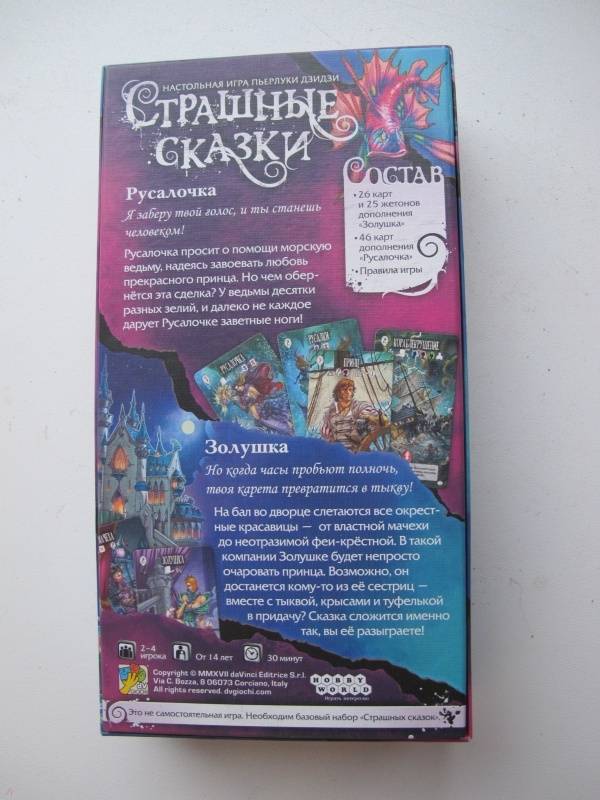 НАСТОЛЬНАЯ ИГРА ПЬЕРЛУКИ ДЗИДЗИ
СТРАШНЫЕ
СКАЗКИ
СОСТАВ
• 26 карт
и 25 жетонов
дополнения
«Золушка»
• 46 карт
дополнения
«Русалочка»
• Правила игры
Русалочка
Я заберу твой голос, и ты станешь
человеком!
Русалочка просит о помощи морскую
ведьму, надеясь завоевать любовь
прекрасного принца. Но чем обер-
нётся эта сделка? У ведьмы десятки
разных зелий, и далеко не каждое
дарует Русалочке заветные ноги!
РУСАЛОЧКА
РУСАЛКИ
ПРИНЦ
КОРАБЛЕКРУШЕНИЕ
Золушка
Но когда часы пробьют полночь,
твоя карета превратится в тыкву!
На бал во дворце слетаются все окрест-
ные красавицы — от властной мачехи
до неотразимой феи-крёстной. В такой
компании Золушке будет непросто
очаровать принца. Возможно, он
достанется кому-то из её сестриц —
вместе с тыквой, крысами и туфелькой
в придачу? Сказка сложится именно
так, вы её разыграете!
ЗОЛУШКА
2–4
игрока
От 14 лет
30 минут
Copyright © MMXVII daVinci Editrice S.r.l.
Via C. Bozza, 8 06073 Corciano, Italy
All rights reserved. dvgiochi.com
HOBBY
WORLD
Играть интересно
Это не самостоятельная игра. Необходим базовый набор «Страшных сказок».